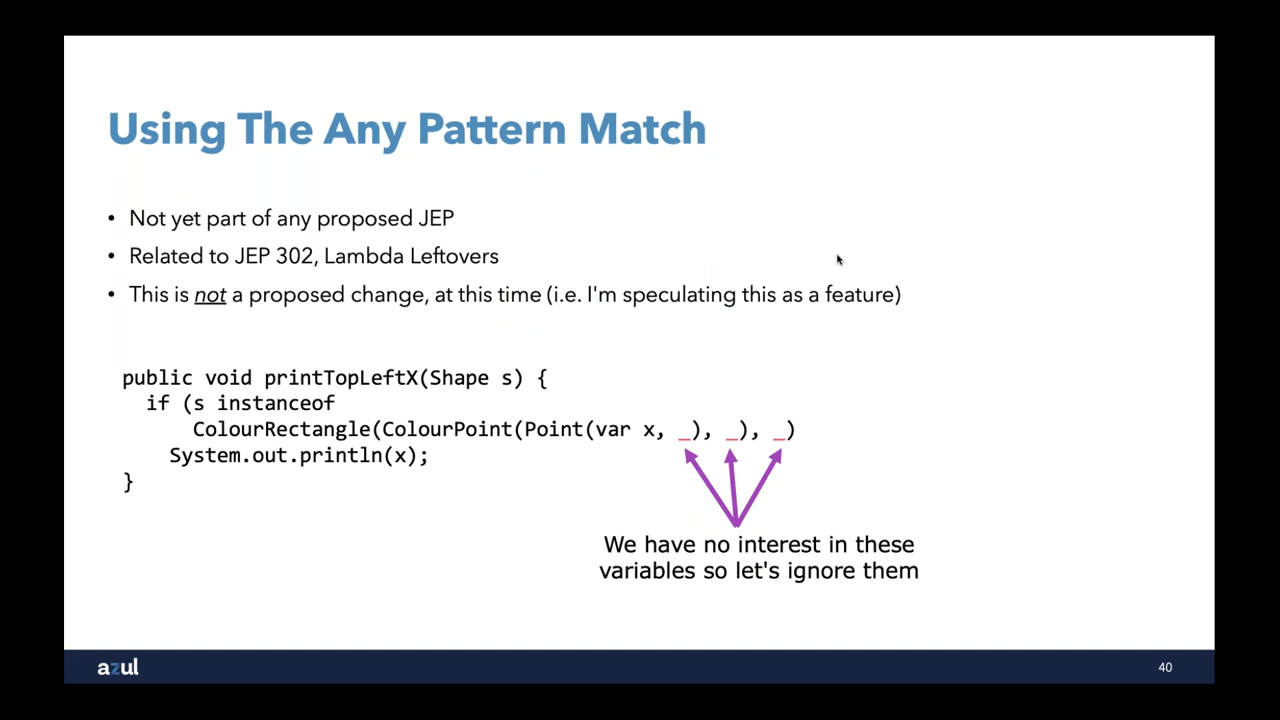 Using The Any Pattern Match
• Not yet part of any proposed JEP
• Related to JEP 302, Lambda Leftovers
• This is not a proposed change, at this time (i.e. I'm speculating this as a feature)
public void printTopLeftX(Shape s) {
  if (s instanceof
      ColourRectangle(ColourPoint(Point(var x, _), _), _)
    System.out.println(x);
}
We have no interest in these
variables so let's ignore them
azul
40